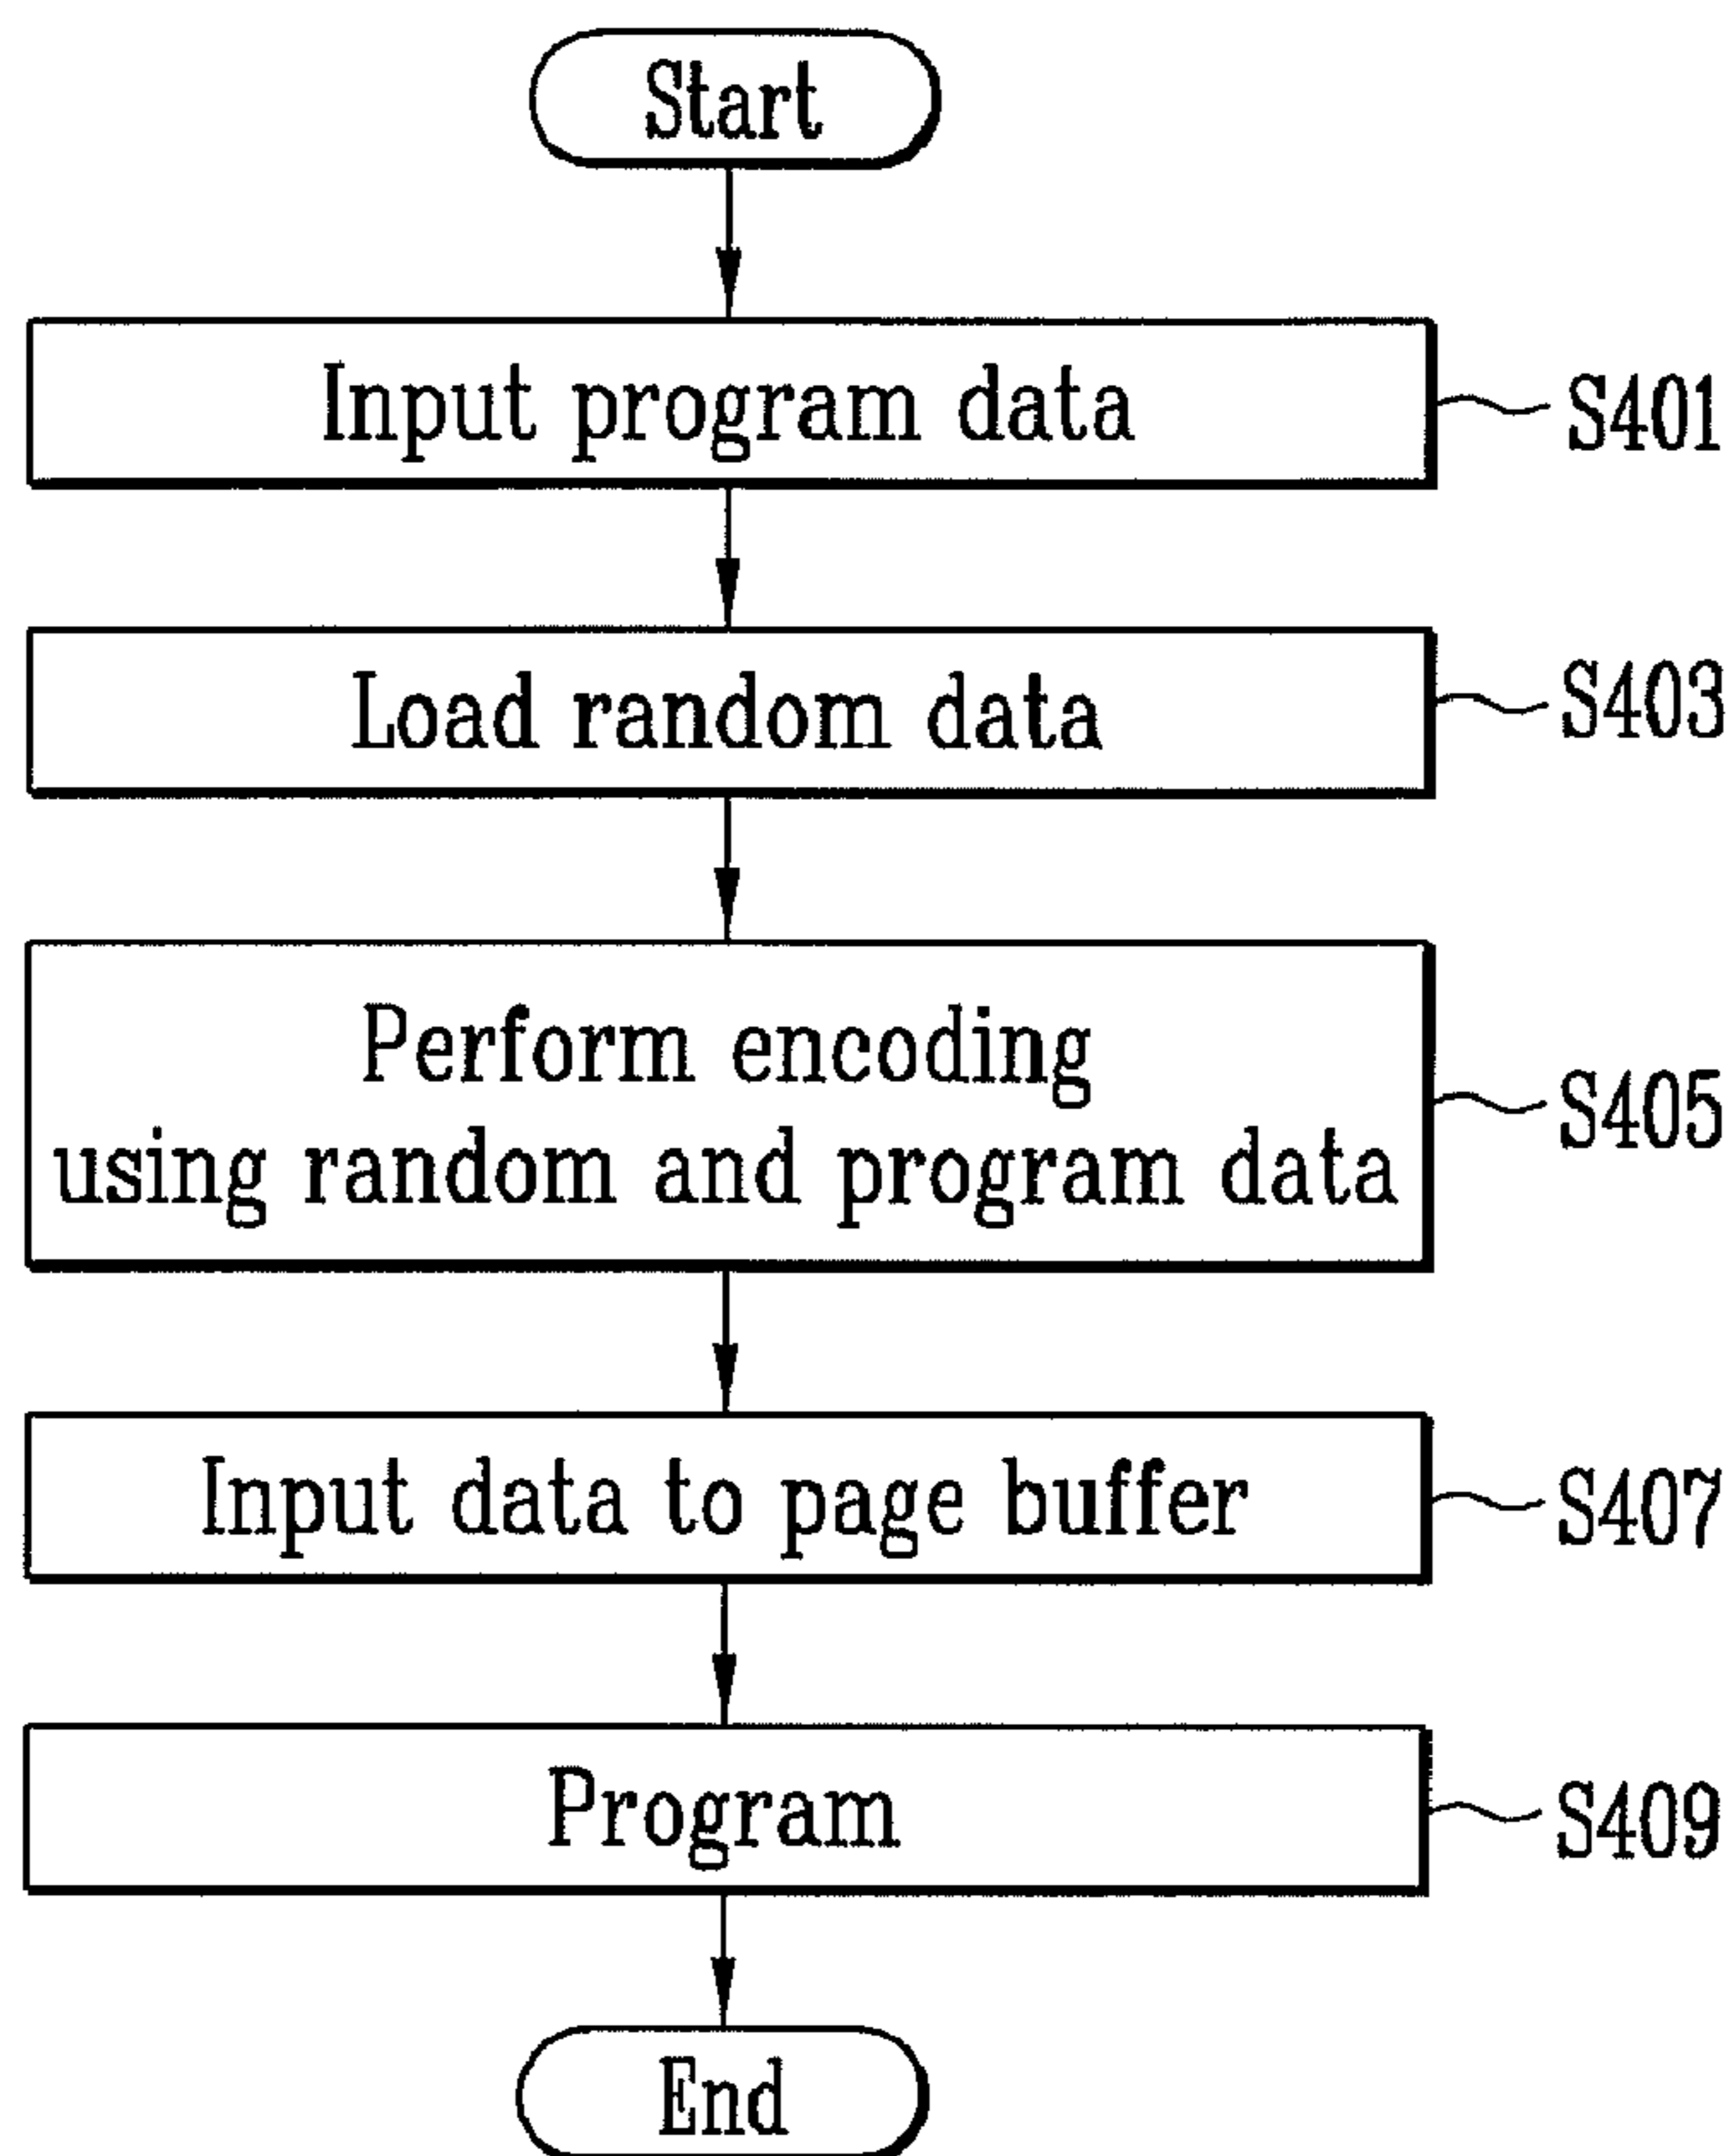 Start
Input program data
S401
Load random data
S403
Perform encoding
using random and program data
S405
Input data to page buffer
S407
Program
S409
End